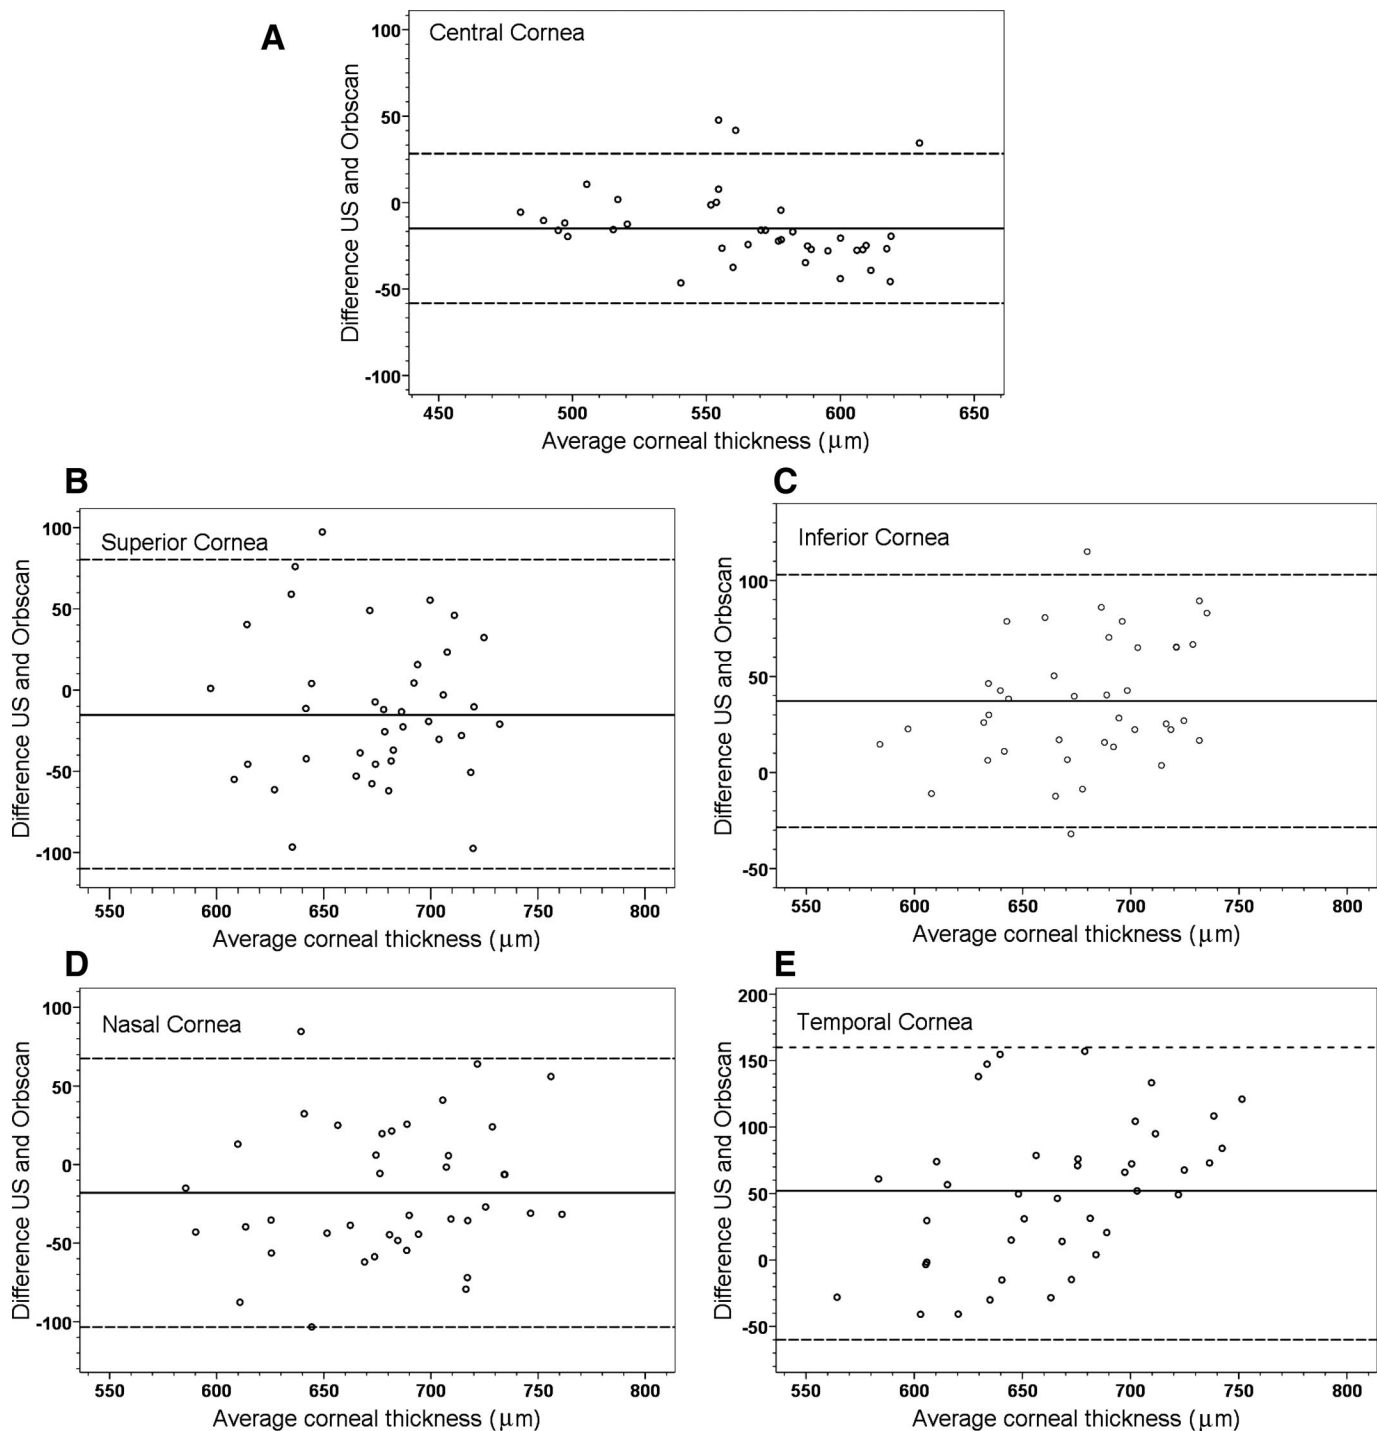 A
Central Cornea
Difference US and Orbscan
100
50
0
-50
-100
450 500 550 600 650
Average corneal thickness (μm)
B
Superior Cornea
Difference US and Orbscan
100
50
0
-50
-100
550 600 650 700 750 800
Average corneal thickness (μm)
C
Inferior Cornea
Difference US and Orbscan
100
50
0
-50
550 600 650 700 750 800
Average corneal thickness (μm)
D
Nasal Cornea
Difference US and Orbscan
100
50
0
-50
-100
550 600 650 700 750 800
Average corneal thickness (μm)
E
Temporal Cornea
Difference US and Orbscan
200
150
100
50
0
-50
550 600 650 700 750 800
Average corneal thickness (μm)